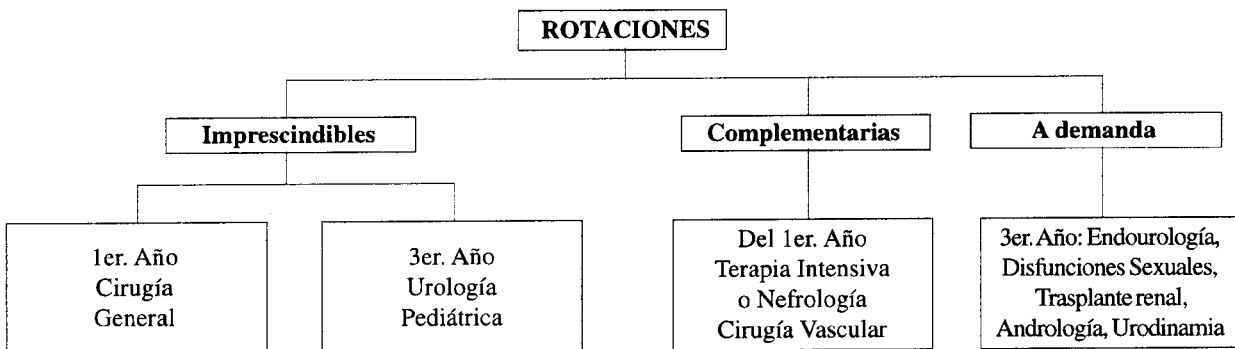 ROTACIONES
Imprescindibles
Complementarias
A demanda
1er. Año
Cirugía
General
3er. Año
Urología
Pediátrica
Del 1er. Año
Terapia Intensiva
o Nefrología
Cirugía Vascular
3er. Año: Endourología,
Disfunciones Sexuales,
Trasplante renal,
Andrología, Urodinamia